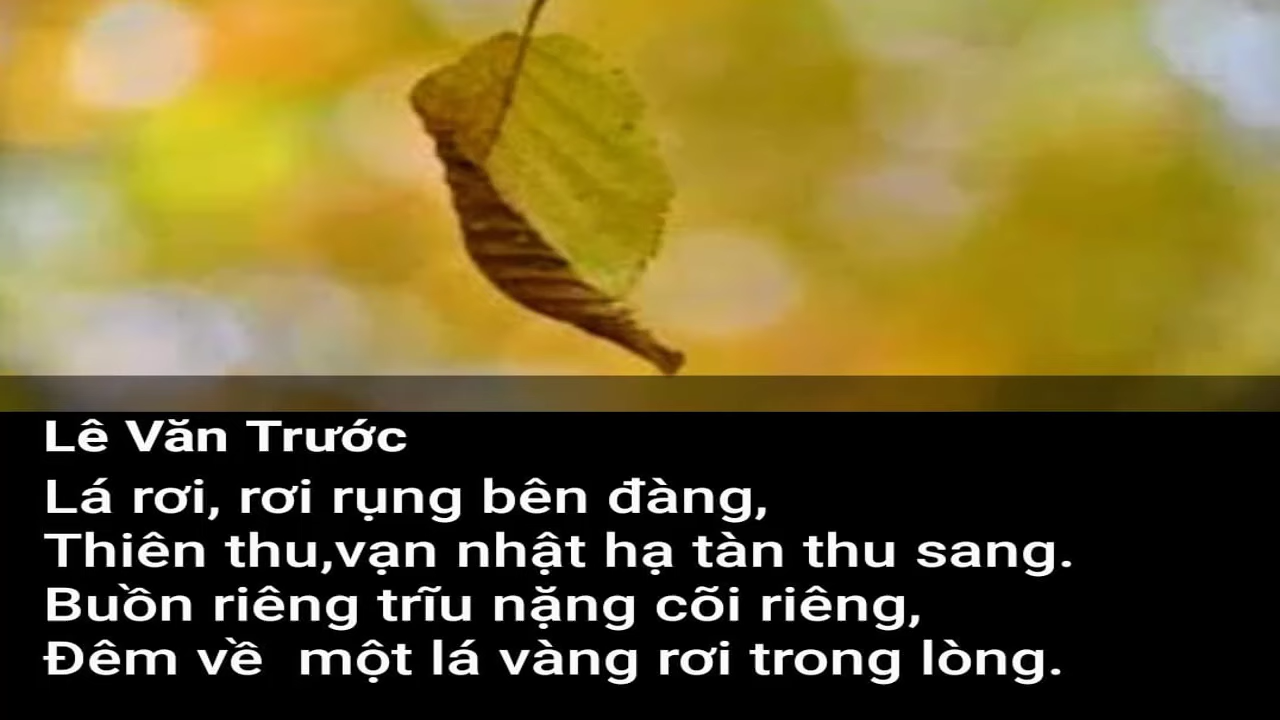 Lê Văn Trước
Lá rơi, rơi rụng bên đàng,
Thiên thu,vạn nhật hạ tàn thu sang.
Buồn riêng trĩu nặng cõi riêng,
Đêm về  một lá vàng rơi trong lòng.